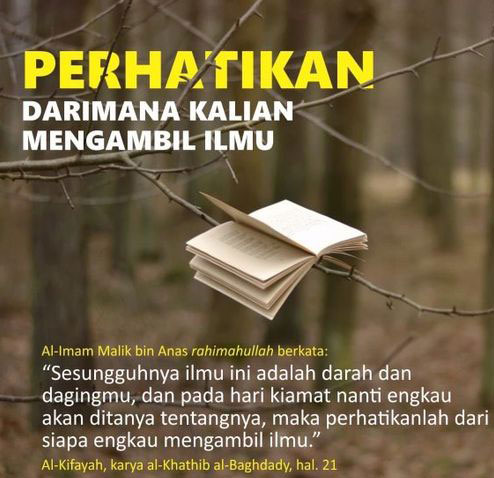 PERHATIKAN
DARIMANA KALIAN
MENGAMBIL ILMU
Al-Imam Malik bin Anas rahimahullah berkata:
“Sesungguhnya ilmu ini adalah darah dan
dagingmu, dan pada hari kiamat nanti engkau
akan ditanya tentangnya, maka perhatikanlah dari
siapa engkau mengambil ilmu.”
Al-Kifayah, karya al-Khathib al-Baghdady, hal. 21